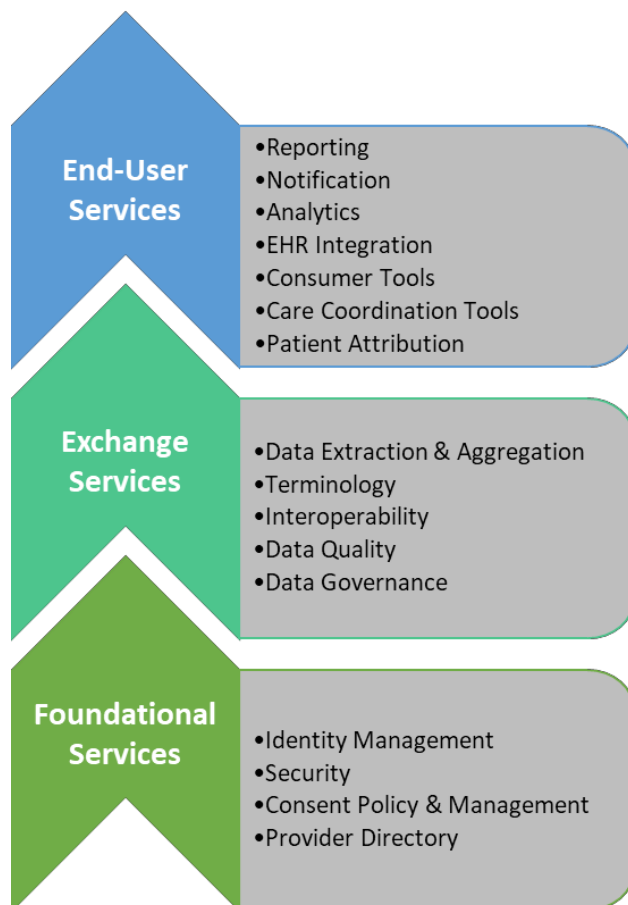 End-User
Services
•Reporting
•Notification
•Analytics
•EHR Integration
•Consumer Tools
•Care Coordination Tools
•Patient Attribution
Exchange
Services
•Data Extraction & Aggregation
•Terminology
•Interoperability
•Data Quality
•Data Governance
Foundational
Services
•Identity Management
•Security
•Consent Policy & Management
•Provider Directory